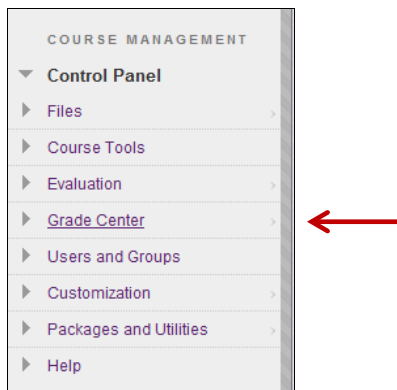 COURSE MANAGEMENT
Control Panel
Files
Course Tools
Evaluation
Grade Center
Users and Groups
Customization
Packages and Utilities
Help